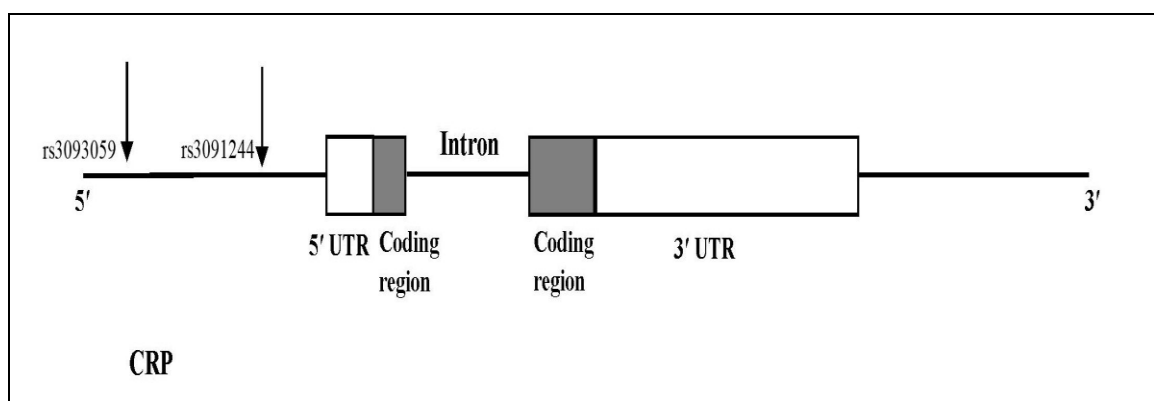 rs3093059
rs3091244
Intron
5′
3′
5′ UTR
Coding
region
Coding
region
3′ UTR
CRP